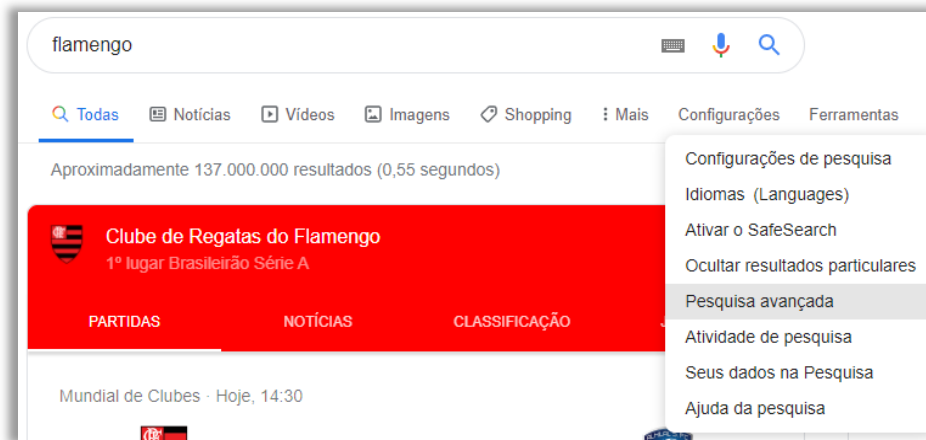 flamengo
Todas Notícias Vídeos Imagens Shopping Mais Configurações Ferramentas
Aproximadamente 137.000.000 resultados (0,55 segundos)
Configurações de pesquisa
Idiomas (Languages)
Ativar o SafeSearch
Ocultar resultados particulares
Pesquisa avançada
Atividade de pesquisa
Seus dados na Pesquisa
Ajuda da pesquisa
Clube de Regatas do Flamengo
1º lugar Brasileirão Série A
PARTIDAS NOTÍCIAS CLASSIFICAÇÃO
Mundial de Clubes · Hoje, 14:30